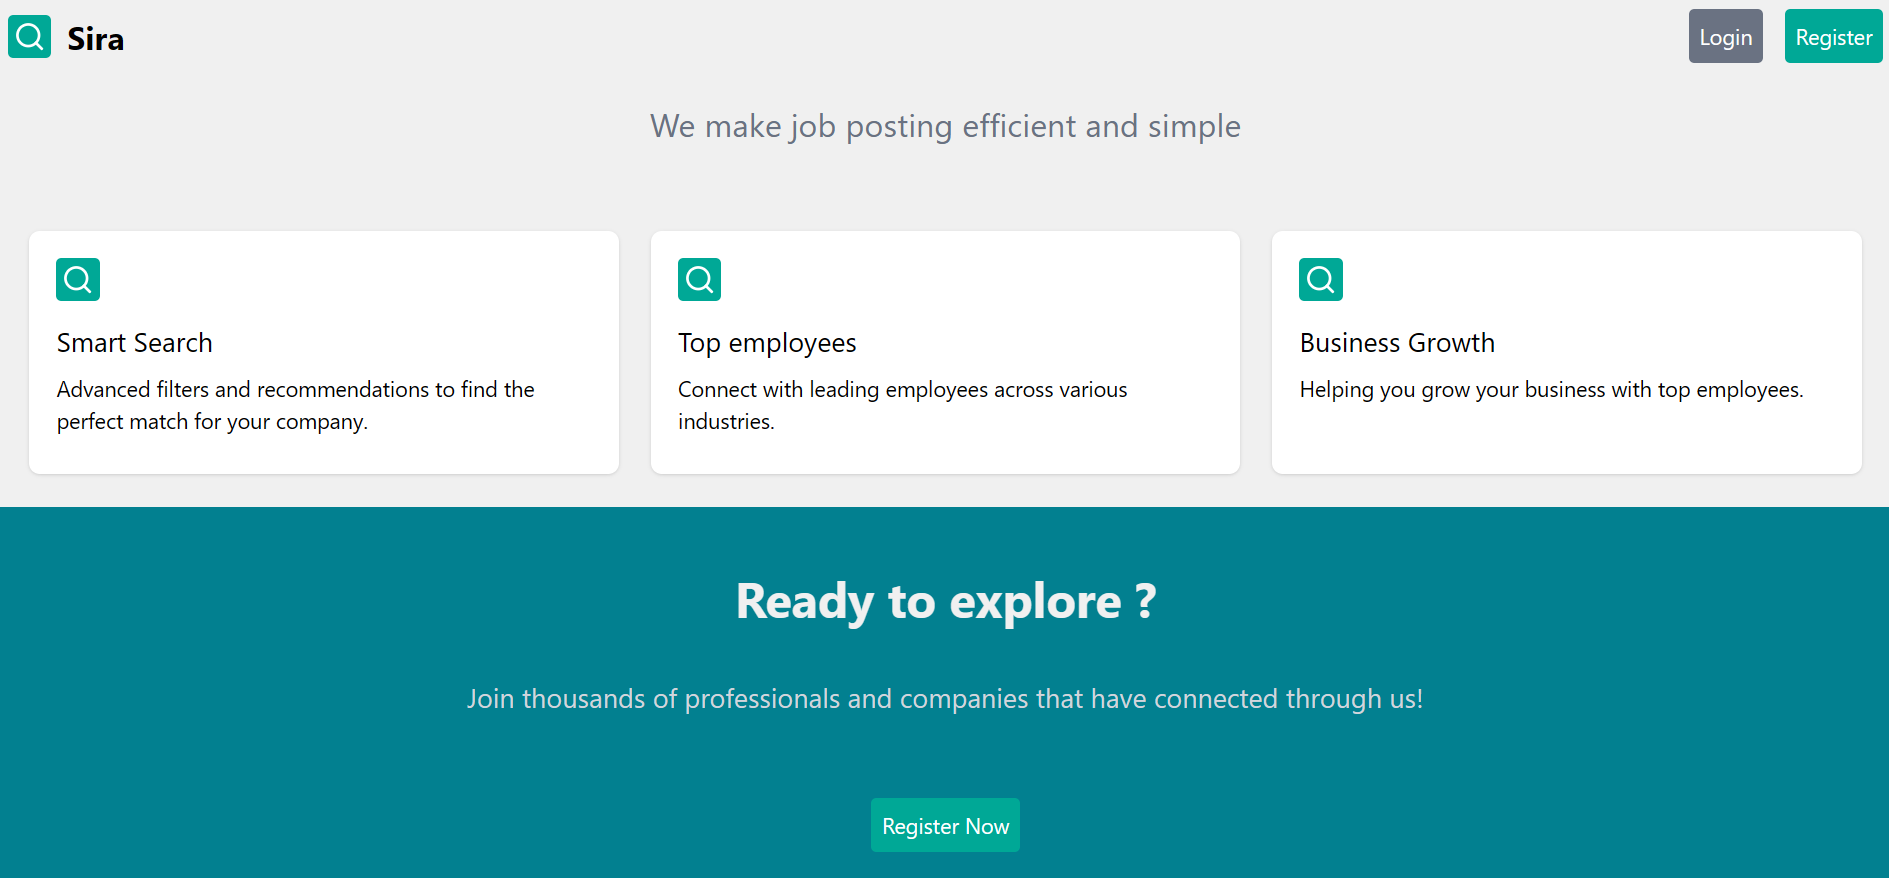 Sira
Login
Register
We make job posting efficient and simple
Smart Search
Advanced filters and recommendations to find the
perfect match for your company.
Top employees
Connect with leading employees across various
industries.
Business Growth
Helping you grow your business with top employees.
Ready to explore ?
Join thousands of professionals and companies that have connected through us!
Register Now